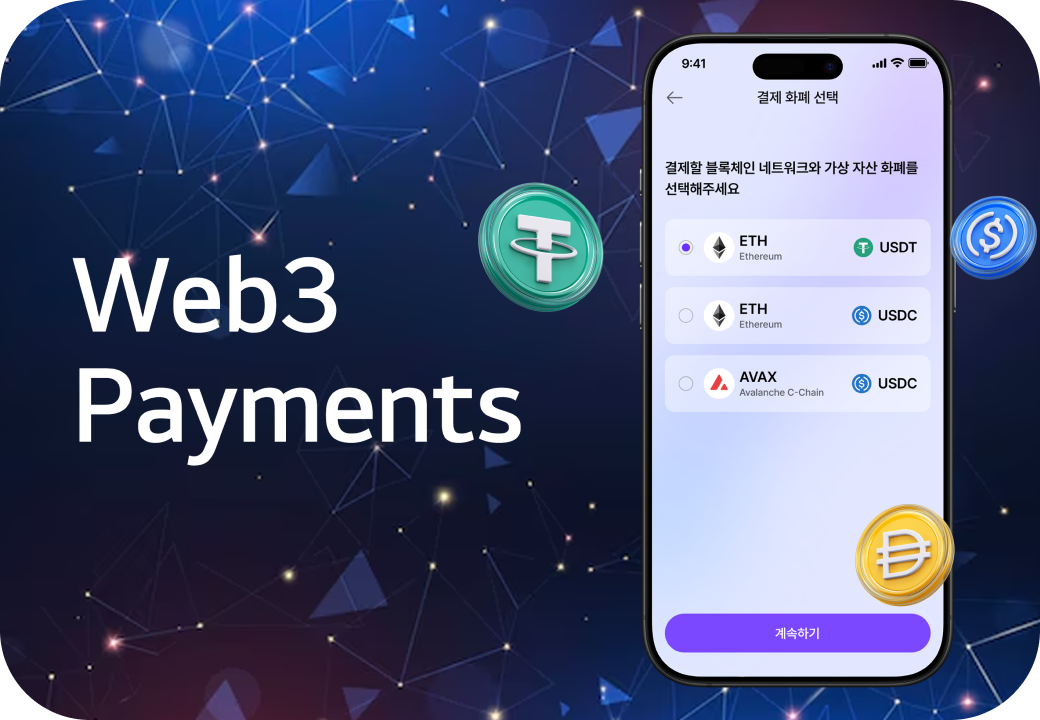 Web3
Payments
9:41
결제 화폐 선택
결제할 블록체인 네트워크와 가상 자산 화폐를
선택해주세요
ETH
Ethereum
USDT
ETH
Ethereum
USDC
AVAX
Avalanche C-Chain
USDC
계속하기